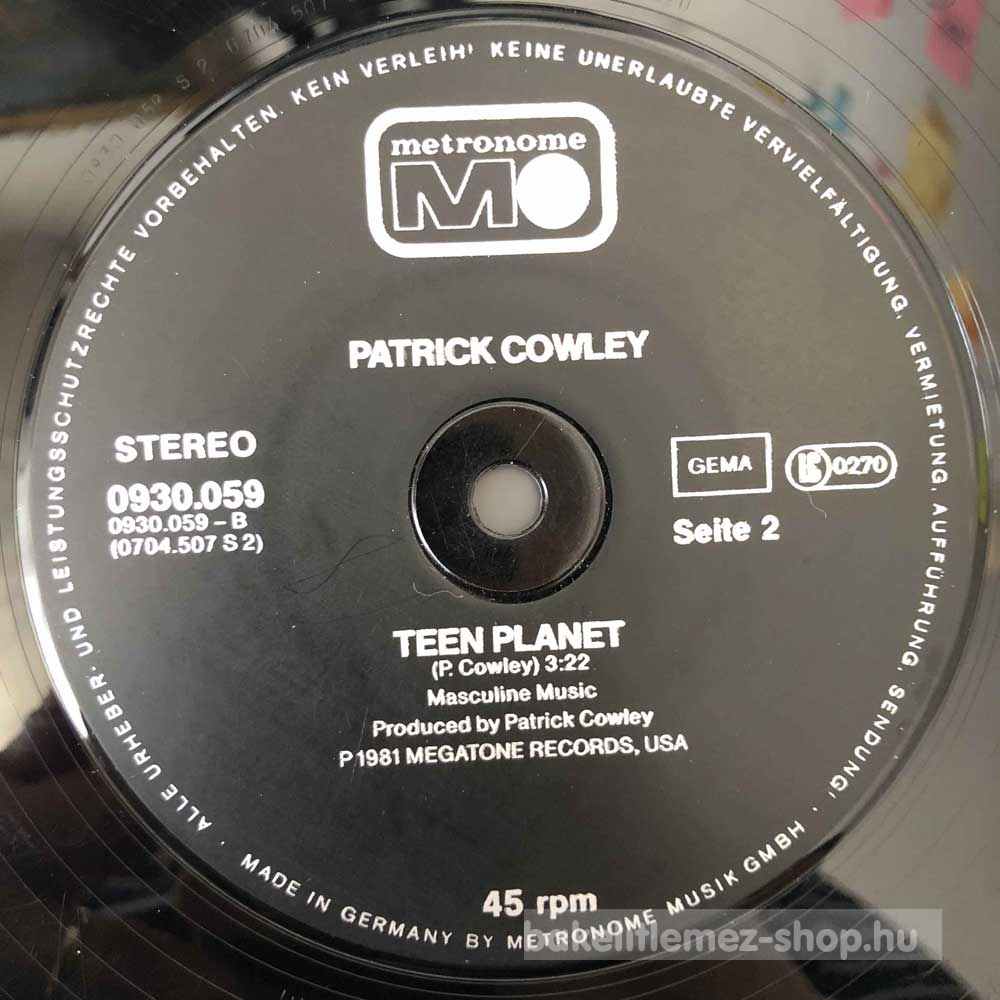 ALLE URHEBER- UND LEISTUNGSSCHUTZRECHTE VORBEHALTEN. KEIN VERLEIH! KEINE UNERLAUBTE VERVIELFÄLTIGUNG, VERMIETUNG, AUFFÜHRUNG, SENDUNG!
metronome
MO
PATRICK COWLEY
STEREO
0930.059
0930.059 - B
(0704.507 S 2)
GEMA
LC 0270
Seite 2
TEEN PLANET
(P. Cowley) 3:22
Masculine Music
Produced by Patrick Cowley
P 1981 MEGATONE RECORDS, USA
45 rpm
· MADE IN GERMANY BY METRONOME MUSIK GMBH ·
bakelitlemez-shop.hu